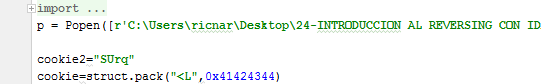 import ...
p = Popen([r'C:\Users\ricnar\Desktop\24-INTRODUCCION AL REVERSING CON ID
cookie2="SUrq"
cookie=struct.pack("<L",0x41424344)